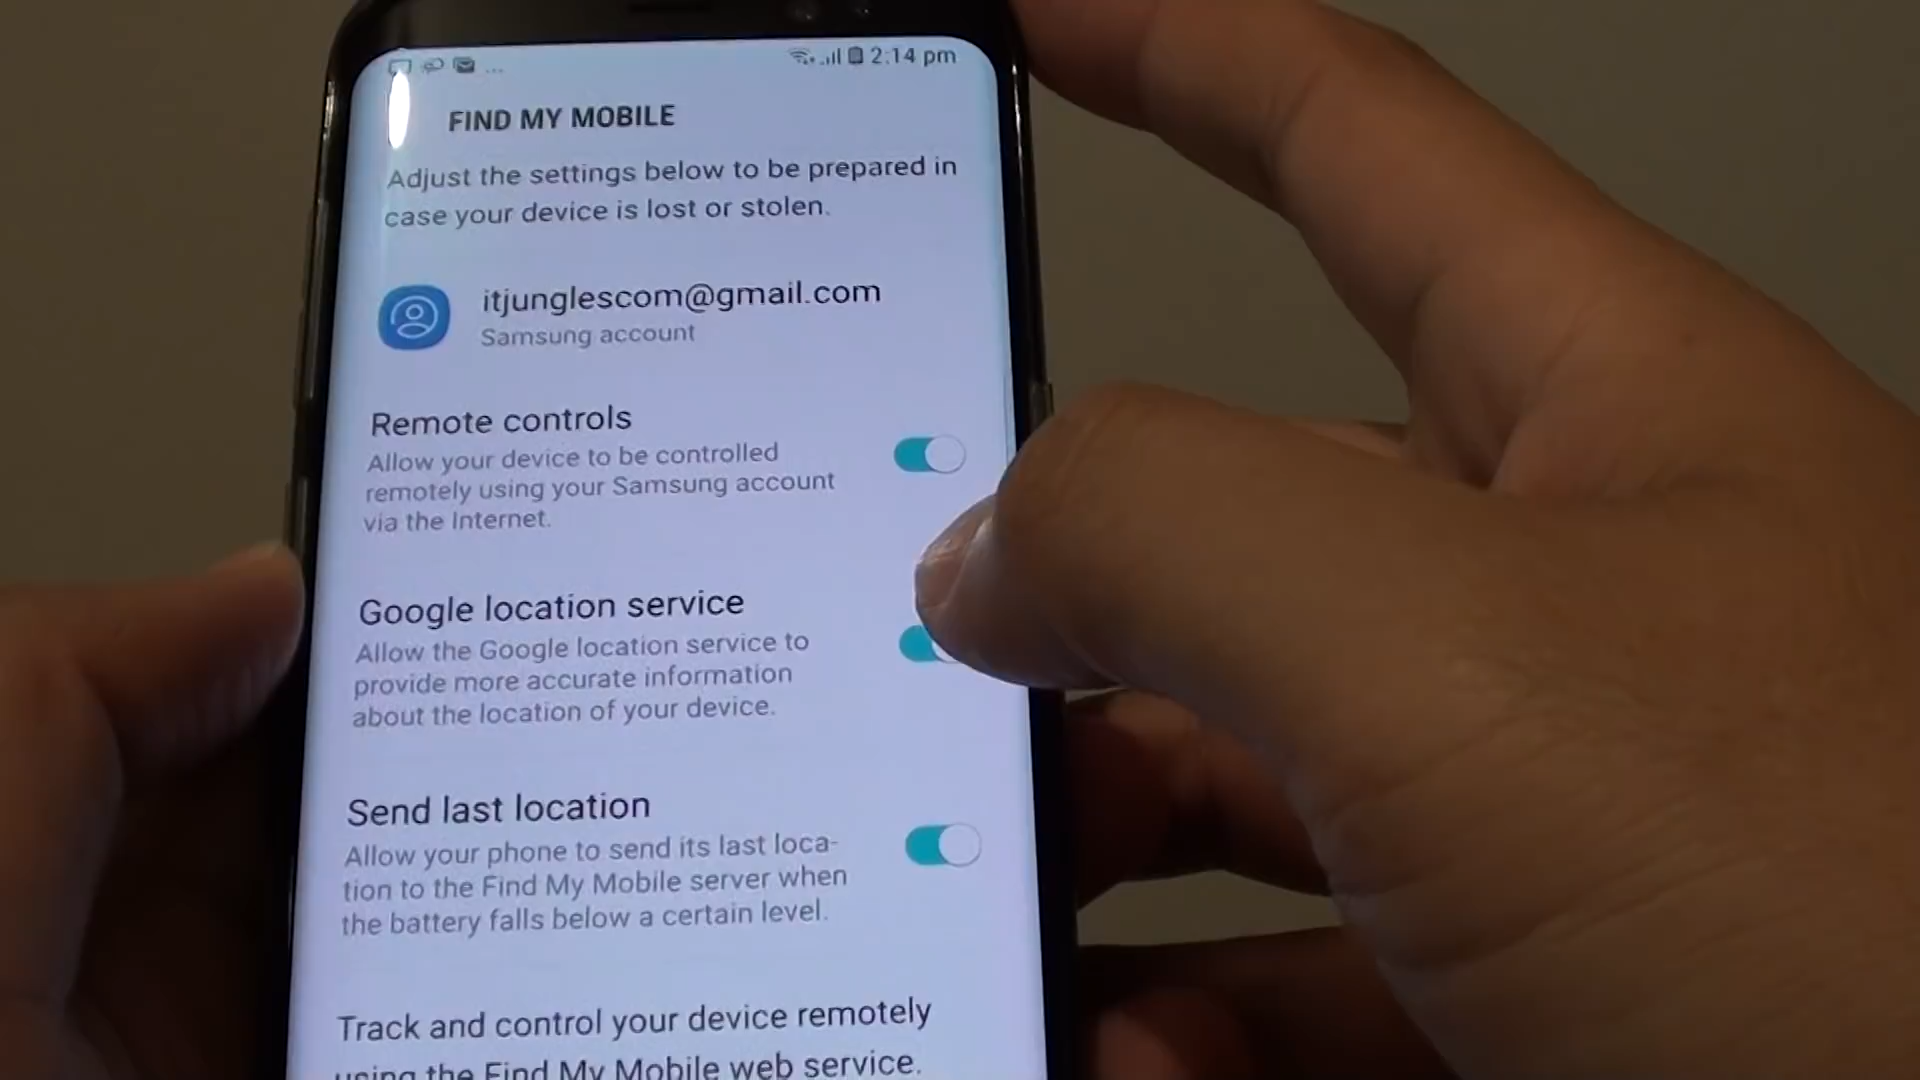 ... 2:14 pm
FIND MY MOBILE
Adjust the settings below to be prepared in
case your device is lost or stolen.
itjunglescom@gmail.com
Samsung account
Remote controls
Allow your device to be controlled
remotely using your Samsung account
via the Internet.
Google location service
Allow the Google location service to
provide more accurate information
about the location of your device.
Send last location
Allow your phone to send its last loca-
tion to the Find My Mobile server when
the battery falls below a certain level.
Track and control your device remotely
using the Find My Mobile web service.